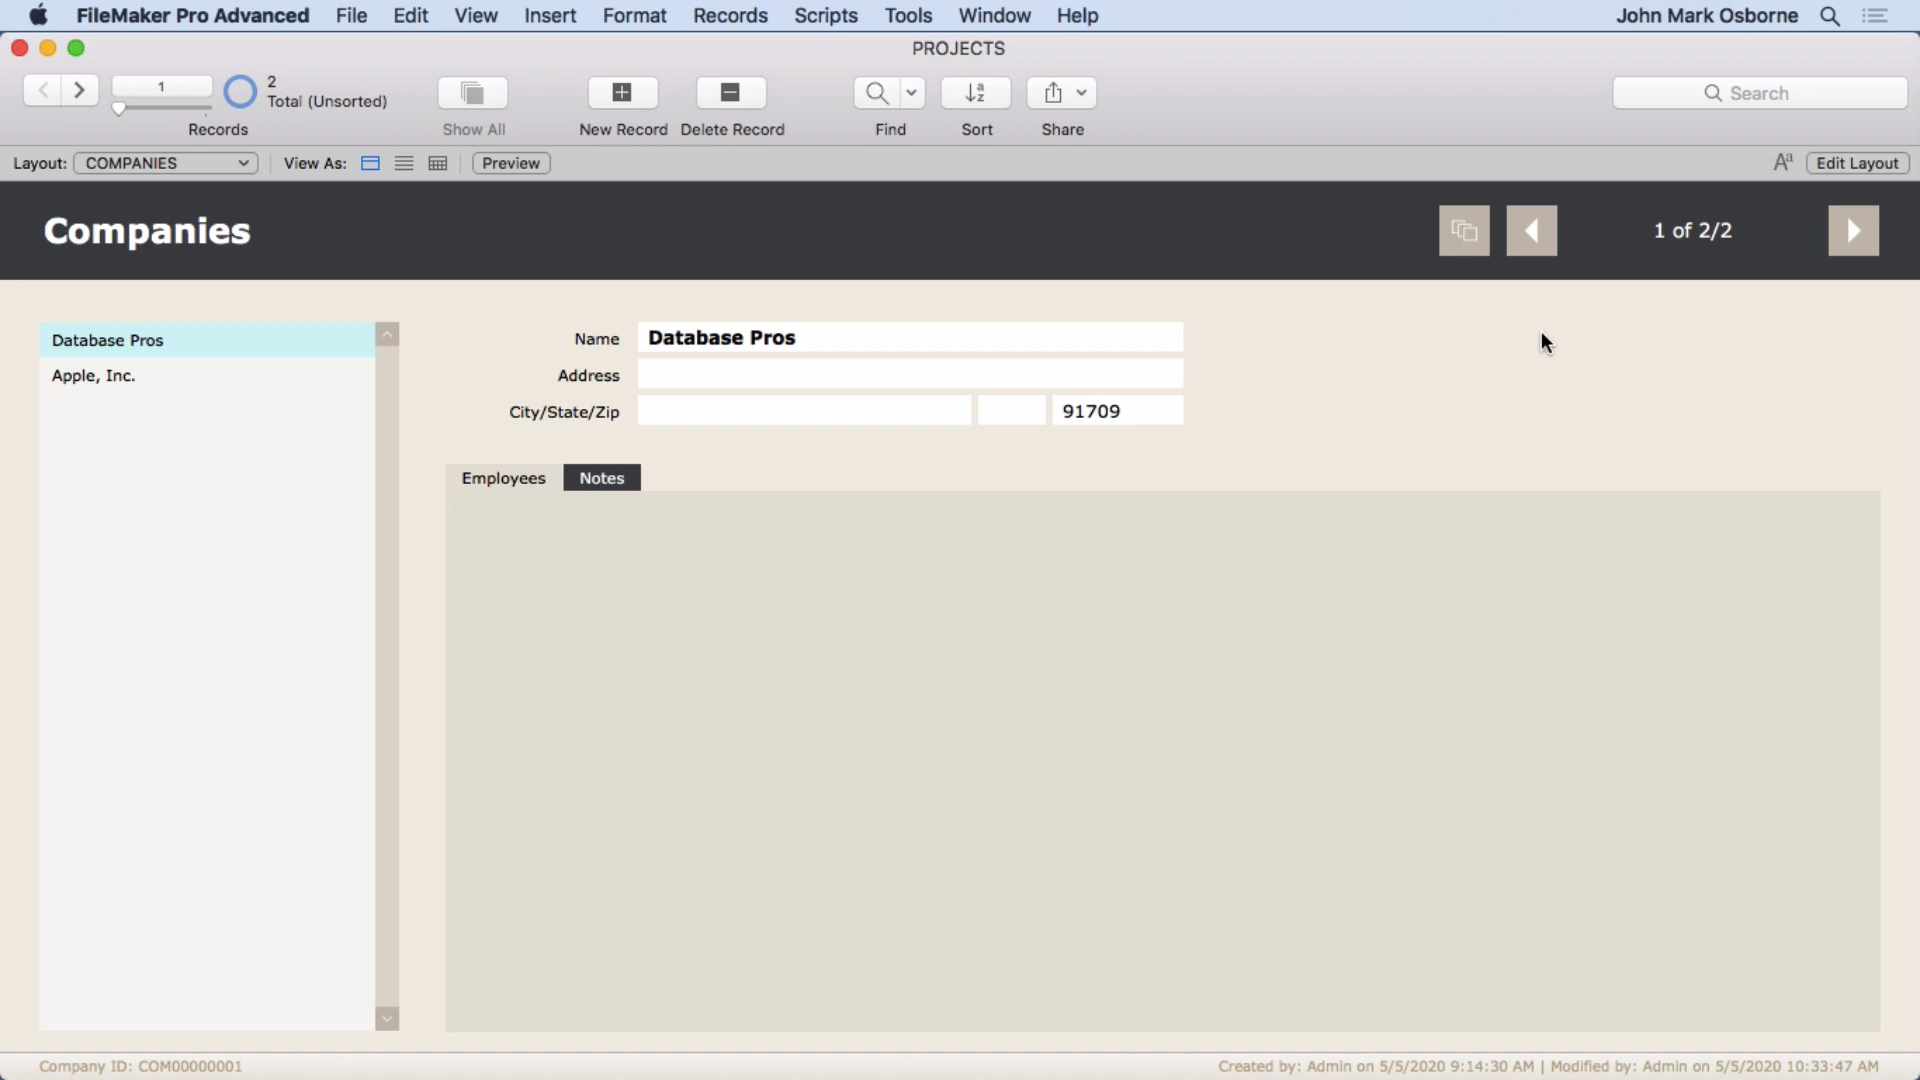 FileMaker Pro Advanced File Edit View Insert Format Records Scripts Tools Window Help John Mark Osborne
PROJECTS
1
2
Total (Unsorted)
Search
Records Show All New Record Delete Record Find Sort Share
Layout: COMPANIES View As: Preview Aa Edit Layout
Companies
1 of 2/2
Database Pros
Apple, Inc.
Name Database Pros
Address
City/State/Zip 91709
Employees Notes
Company ID: COM00000001
Created by: Admin on 5/5/2020 9:14:30 AM | Modified by: Admin on 5/5/2020 10:33:47 AM